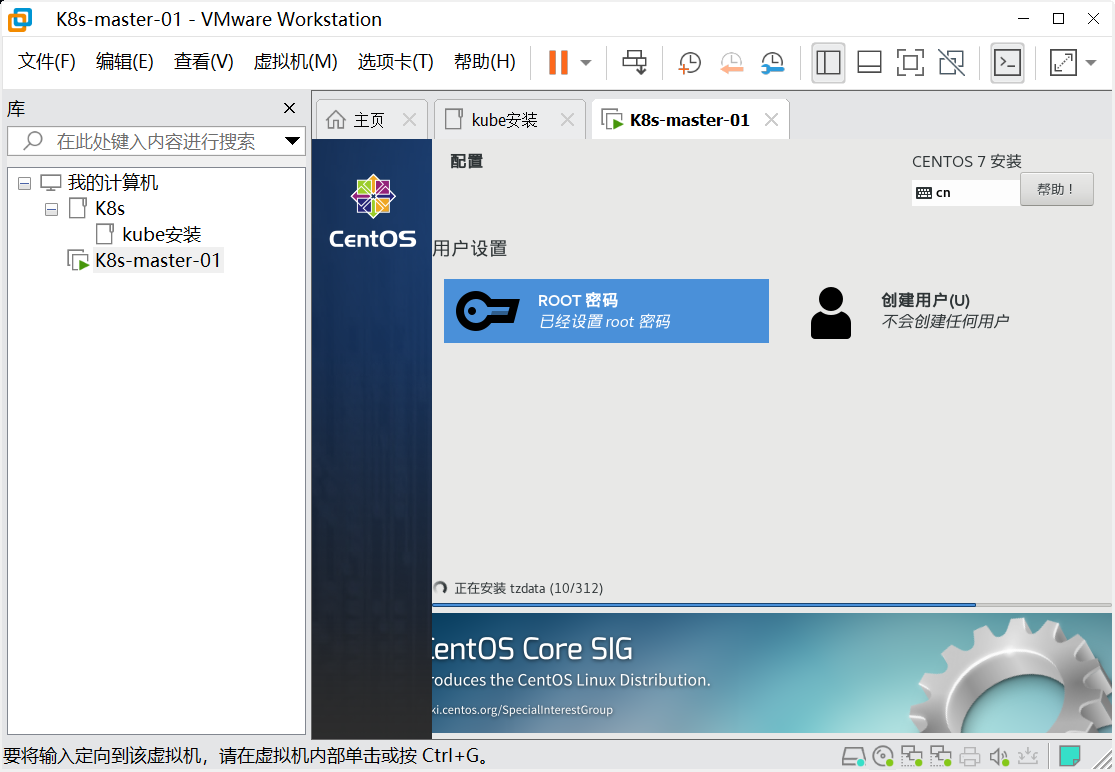 K8s-master-01 - VMware Workstation
文件(F) 编辑(E) 查看(V) 虚拟机(M) 选项卡(T) 帮助(H)
库
在此处键入内容进行搜索
我的计算机
K8s
kube安装
K8s-master-01
主页 kube安装 K8s-master-01
CentOS
配置
CENTOS 7 安装
cn
帮助！
用户设置
ROOT 密码
已经设置 root 密码
创建用户(U)
不会创建任何用户
正在安装 tzdata (10/312)
entOS Core SIG
roduces the CentOS Linux Distribution.
ki.centos.org/SpecialInterestGroup
要将输入定向到该虚拟机，请在虚拟机内部单击或按 Ctrl+G。